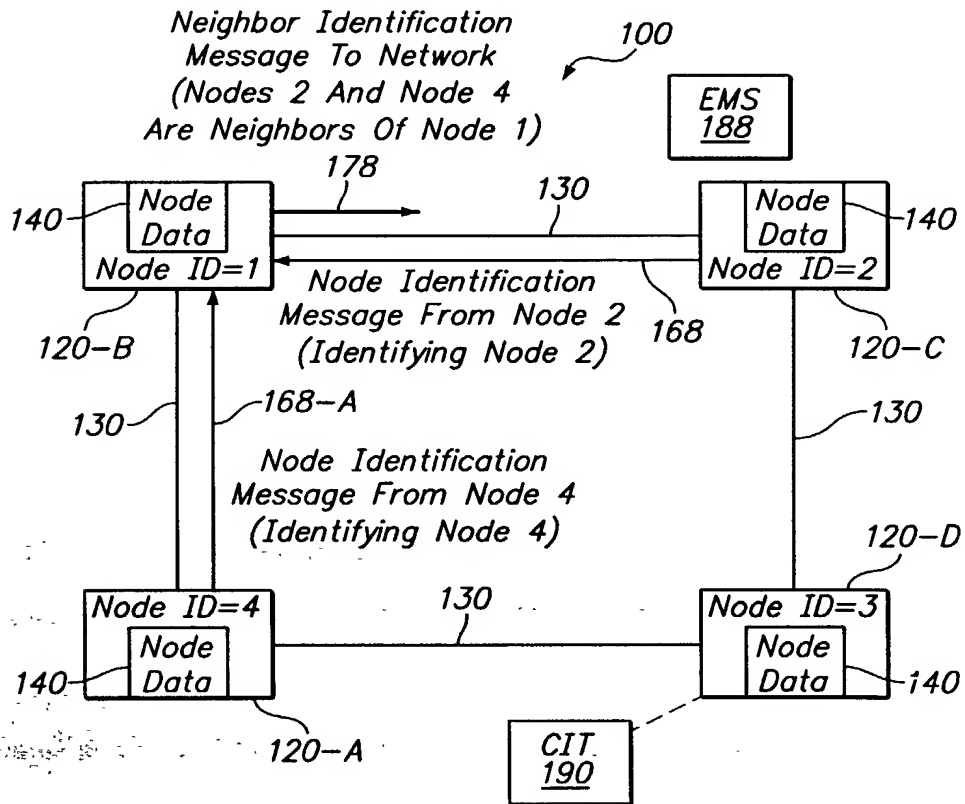 Neighbor Identification
Message To Network
(Nodes 2 And Node 4
Are Neighbors Of Node 1)
100
EMS
188
178
140
Node
Data
Node ID=1
130
Node
Data
140
Node ID=2
Node Identification
Message From Node 2
(Identifying Node 2)
168
120-B
120-C
130
168-A
130
Node Identification
Message From Node 4
(Identifying Node 4)
120-D
Node ID=4
130
Node ID=3
140
Node
Data
Node
Data
140
120-A
CIT
190